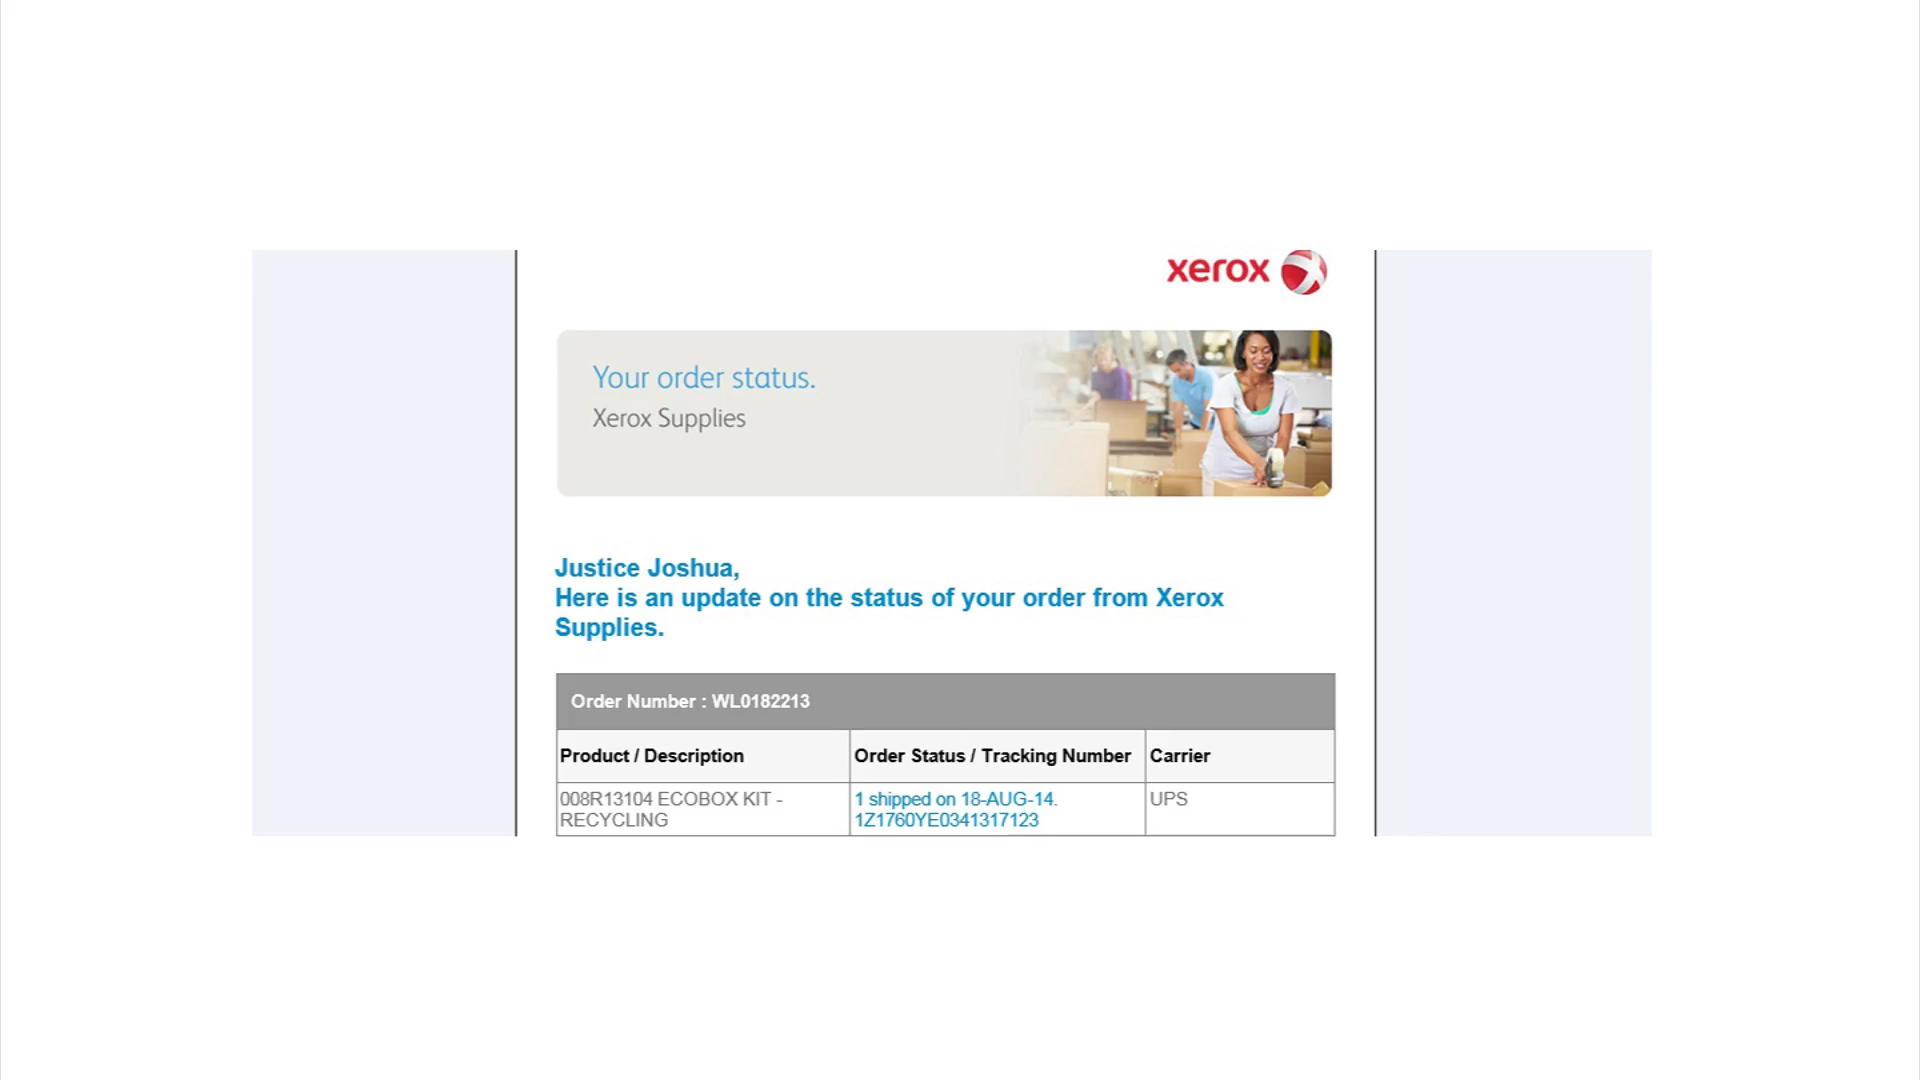 xerox
Your order status.
Xerox Supplies
Justice Joshua,
Here is an update on the status of your order from Xerox
Supplies.
Order Number : WL0182213
Product / Description Order Status / Tracking Number Carrier
008R13104 ECOBOX KIT - 1 shipped on 18-AUG-14. UPS
RECYCLING 1Z1760YE0341317123